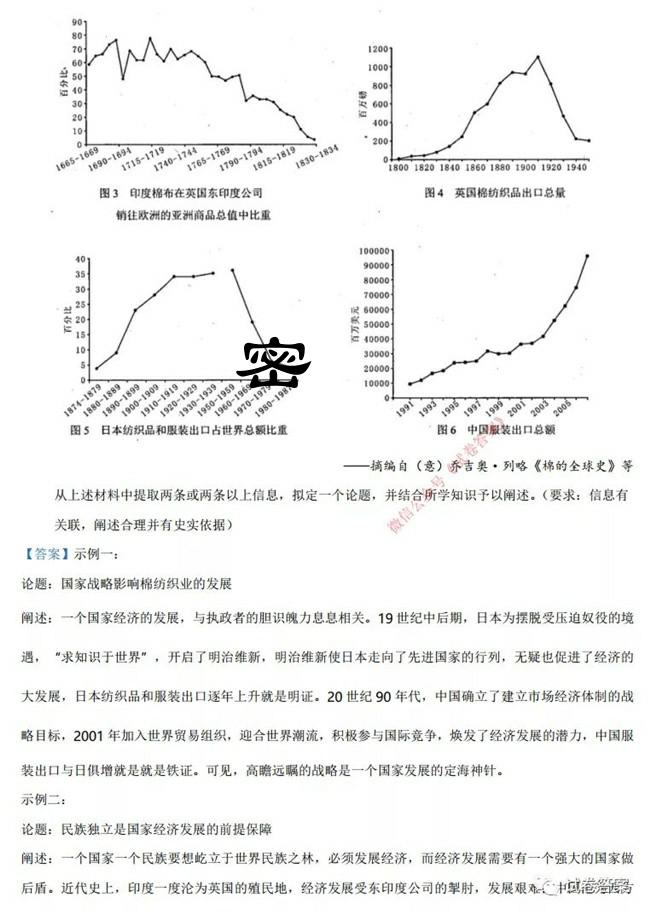 90
80
70
60
50
40
30
20
10
0
百分比
1665-1669
1690-1694
1715-1719
1740-1744
1765-1769
1790-1794
1815-1819
1830-1834
图3 印度棉布在英国东印度公司
销往欧洲的亚洲商品总值中比重
1200
1000
800
600
400
200
0
百万磅
1800 1820 1840 1860 1880 1900 1920 1940
图4 英国棉纺织品出口总量
40
35
30
25
20
15
10
5
0
百分比
1874-1879
1880-1889
1890-1899
1900-1909
1910-1919
1920-1929
1930-1939
1950-1959
1960-1969
1970-1979
1980-1987
密
图5 日本纺织品和服装出口占世界总额比重
100000
90000
80000
70000
60000
50000
40000
30000
20000
10000
0
百万美元
1991
1993
1995
1997
1999
2001
2003
2005
图6 中国服装出口总额
——摘编自（意）乔吉奥·列略《棉的全球史》等
微信公众号《试卷答案》
从上述材料中提取两条或两条以上信息，拟定一个论题，并结合所学知识予以阐述。（要求：信息有
关联，阐述合理并有史实依据）
【答案】示例一：
论题：国家战略影响棉纺织业的发展
阐述：一个国家经济的发展，与执政者的胆识魄力息息相关。19世纪中后期，日本为摆脱受压迫奴役的境
遇，“求知识于世界”，开启了明治维新，明治维新使日本走向了先进国家的行列，无疑也促进了经济的
大发展，日本纺织品和服装出口逐年上升就是明证。20世纪90年代，中国确立了建立市场经济体制的战
略目标，2001年加入世界贸易组织，迎合世界潮流，积极参与国际竞争，焕发了经济发展的潜力，中国服
装出口与日俱增就是就是铁证。可见，高瞻远瞩的战略是一个国家发展的定海神针。
示例二：
论题：民族独立是国家经济发展的前提保障
阐述：一个国家一个民族要想屹立于世界民族之林，必须发展经济，而经济发展需要有一个强大的国家做
后盾。近代史上，印度一度沦为英国的殖民地，经济发展受东印度公司的掣肘，发展艰难。中
试卷答案